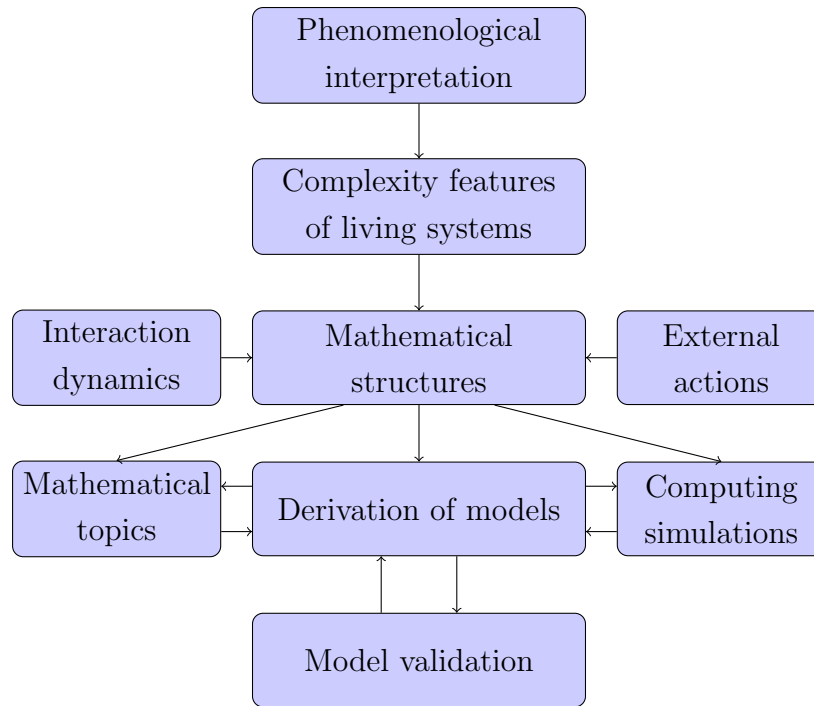 Phenomenological
interpretation
Complexity features
of living systems
Interaction
dynamics
Mathematical
structures
External
actions
Mathematical
topics
Derivation of models
Computing
simulations
Model validation